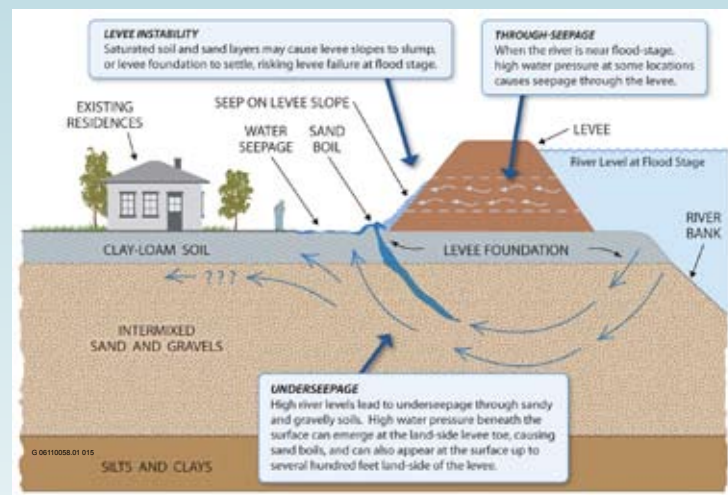 LEVEE INSTABILITY
Saturated soil and sand layers may cause levee slopes to slump,
or levee foundation to settle, risking levee failure at flood stage.
THROUGH-SEEPAGE
When the river is near flood-stage,
high water pressure at some locations
causes seepage through the levee.
EXISTING
RESIDENCES
SEEP ON LEVEE SLOPE
WATER
SEEPAGE
SAND
BOIL
LEVEE
River Level at Flood Stage
RIVER
BANK
CLAY-LOAM SOIL
LEVEE FOUNDATION
???
INTERMIXED
SAND AND GRAVELS
UNDERSEEPAGE
High river levels lead to underseepage through sandy
and gravelly soils. High water pressure beneath the
surface can emerge at the land-side levee toe, causing
sand boils, and can also appear at the surface up to
several hundred feet land-side of the levee.
G 06110058.01 015
SILTS AND CLAYS